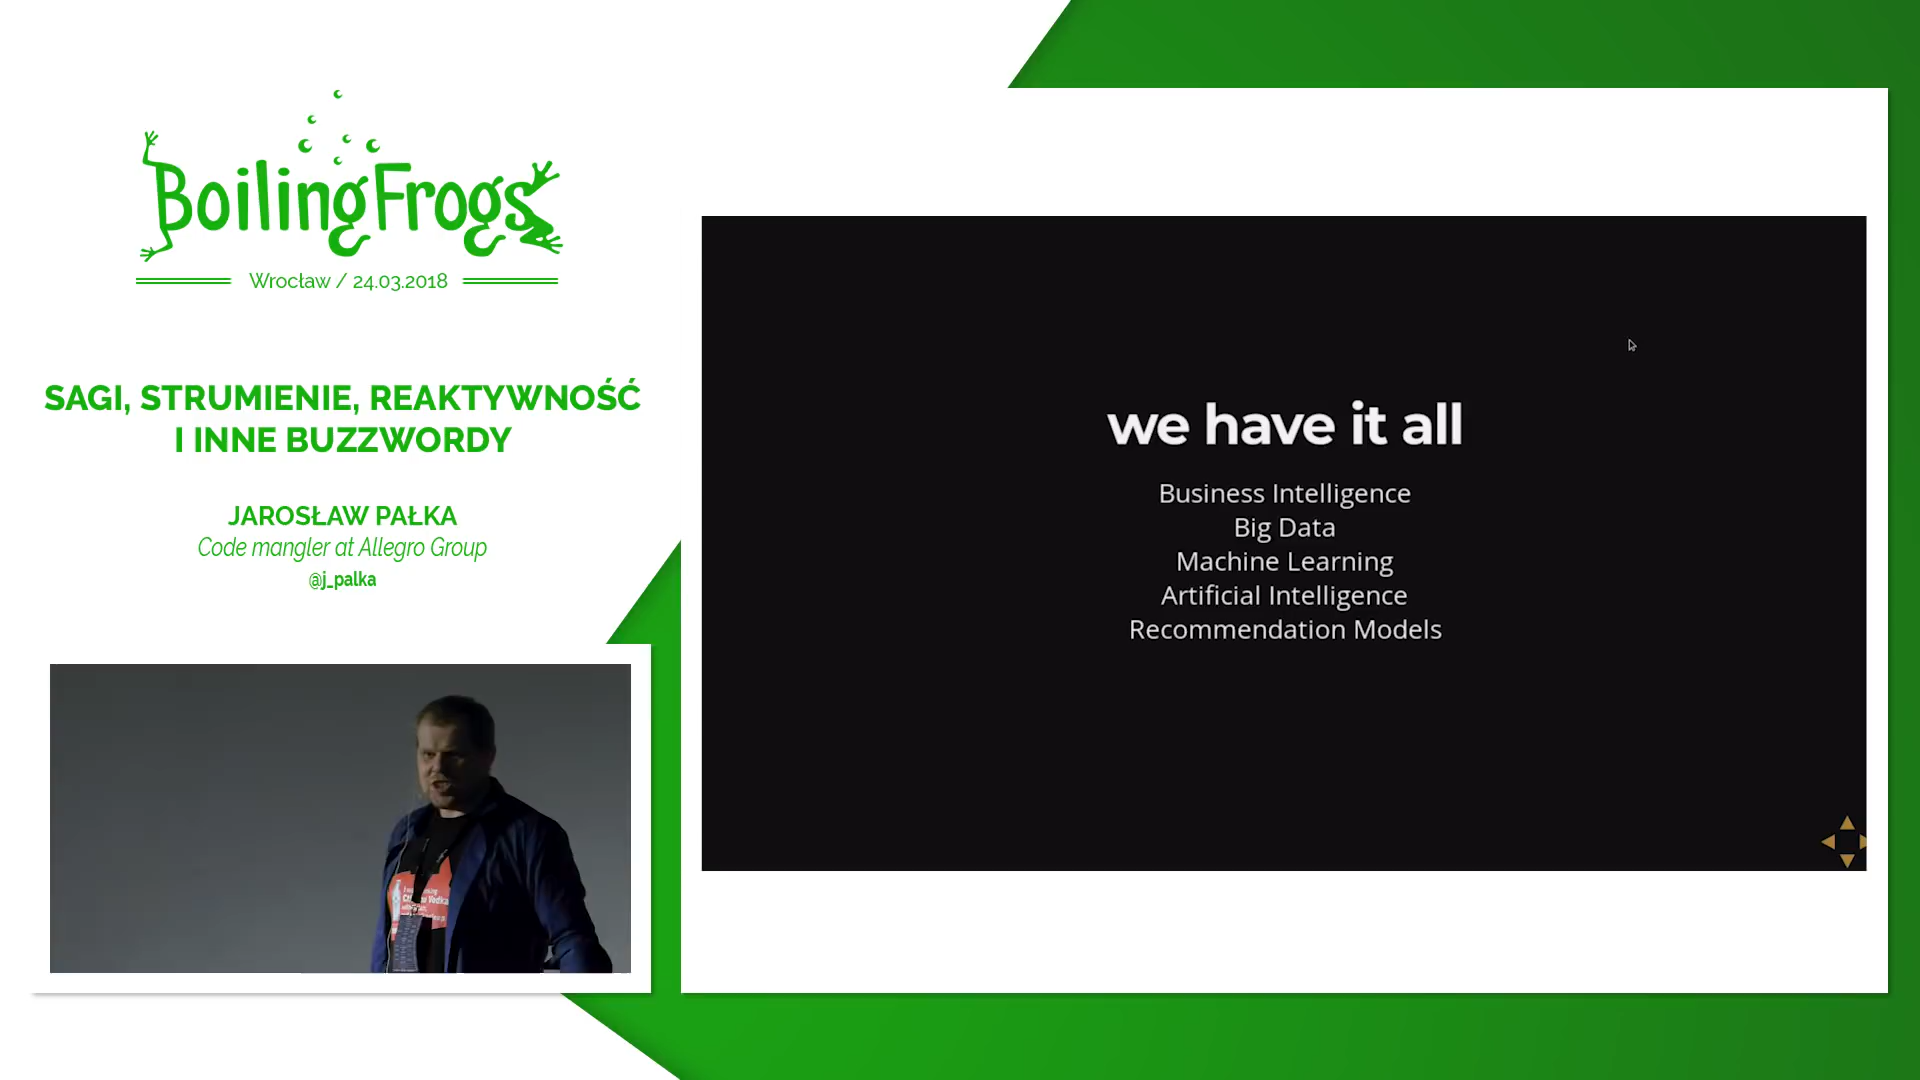 BoilingFrogs
Wrocław / 24.03.2018
SAGI, STRUMIENIE, REAKTYWNOŚĆ
I INNE BUZZWORDY
JAROSŁAW PAŁKA
Code mangler at Allegro Group
@j_palka
we have it all
Business Intelligence
Big Data
Machine Learning
Artificial Intelligence
Recommendation Models